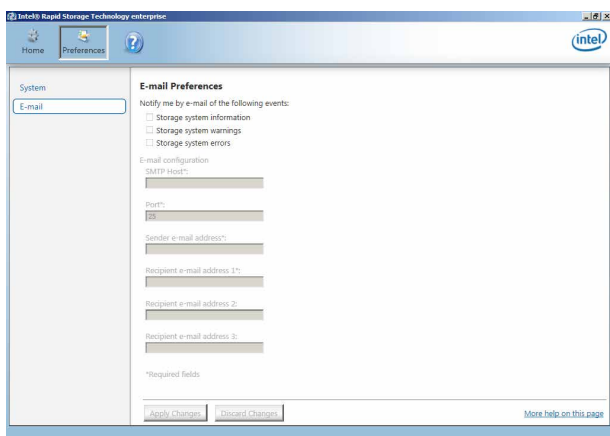 Intel® Rapid Storage Technology enterprise
Home
Preferences
?
intel
System
E-mail
E-mail Preferences
Notify me by e-mail of the following events:
Storage system information
Storage system warnings
Storage system errors
E-mail configuration
SMTP Host*:
Port*:
25
Sender e-mail address*:
Recipient e-mail address 1*:
Recipient e-mail address 2:
Recipient e-mail address 3:
*Required fields
Apply Changes
Discard Changes
More help on this page